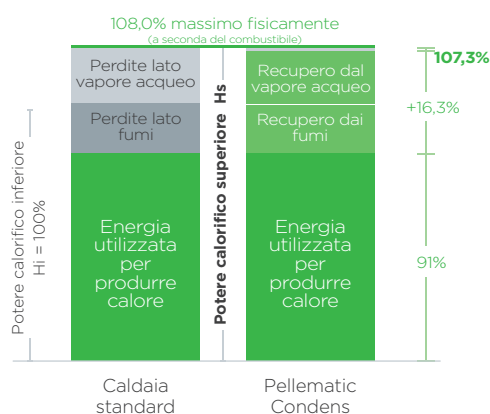 108,0% massimo fisicamente
(a seconda del combustibile)
Perdite lato
vapore acqueo
Perdite lato
fumi
Energia
utilizzata
per
produrre
calore
Potere calorifico inferiore
Hi = 100%
Potere calorifico superiore Hs
Recupero dal
vapore acqueo
Recupero dai
fumi
Energia
utilizzata
per
produrre
calore
107,3%
+16,3%
91%
Caldaia
standard
Pellematic
Condens